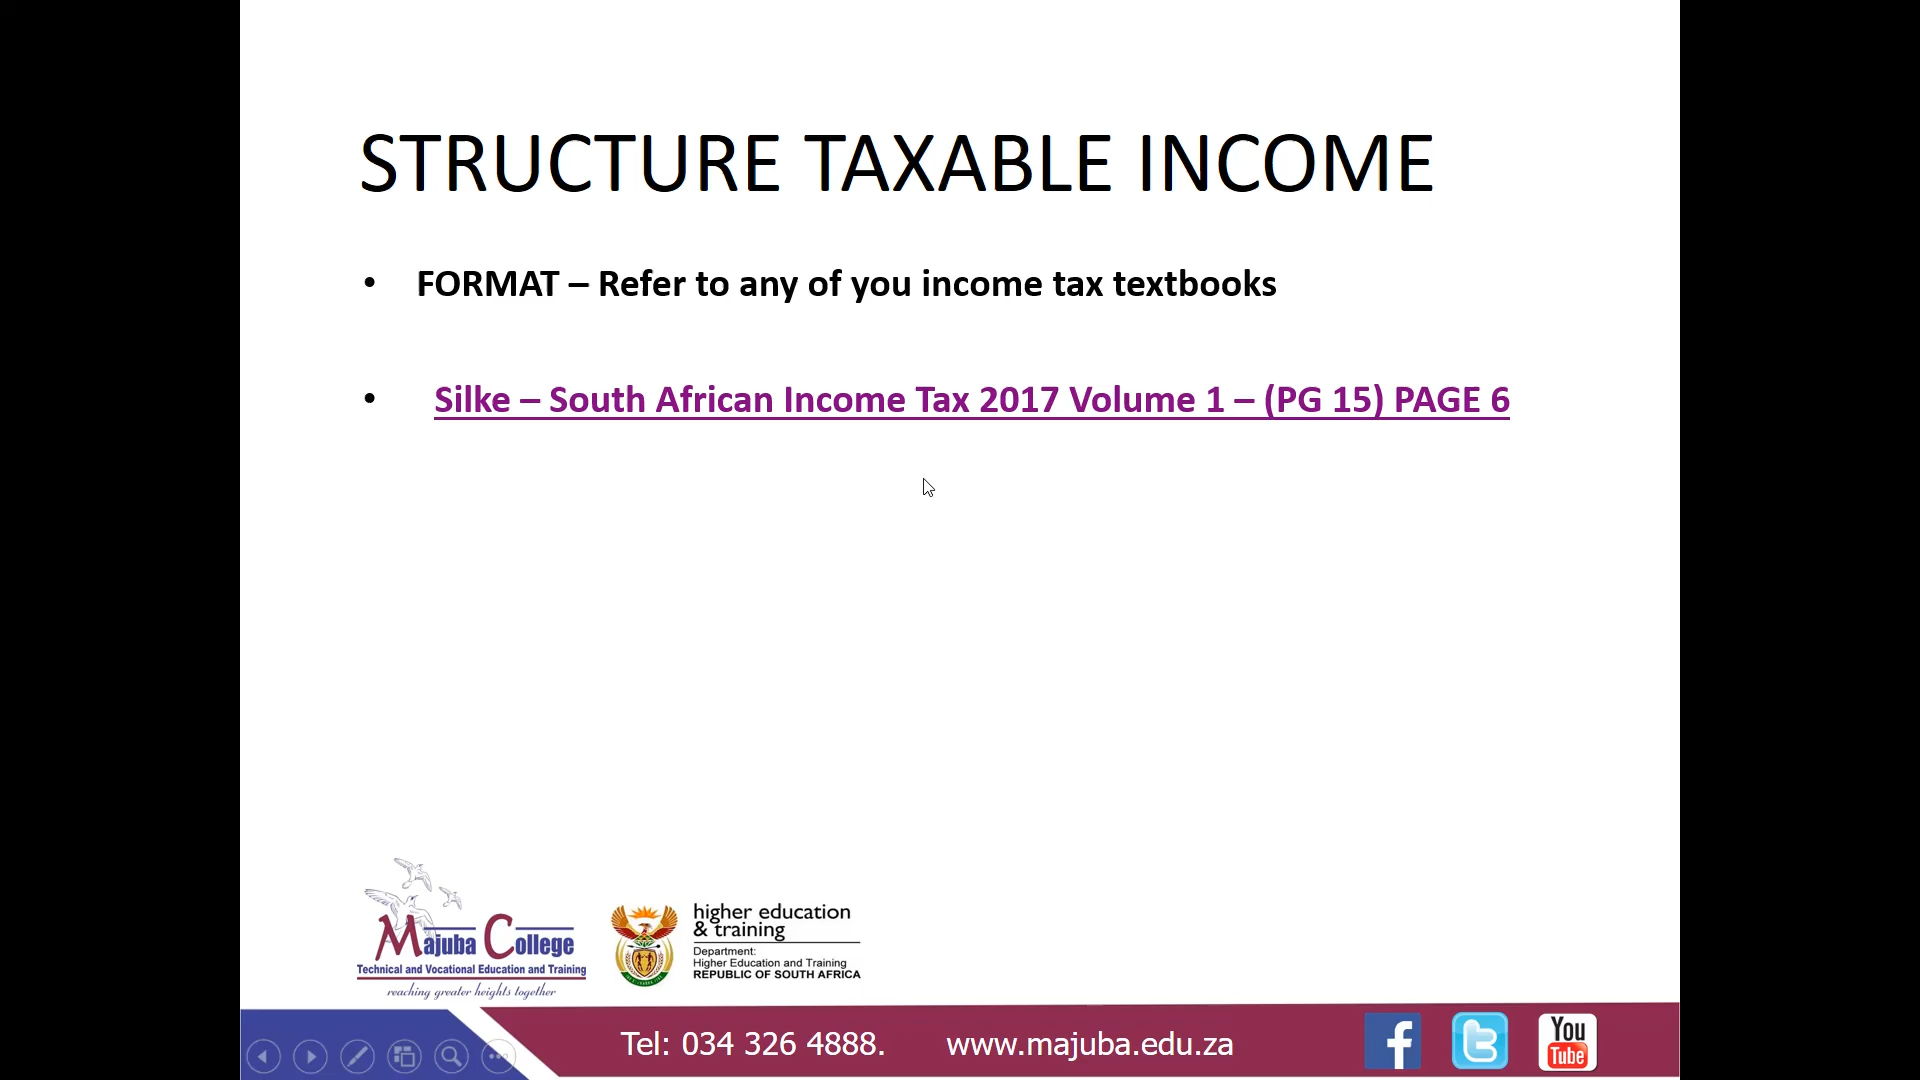 STRUCTURE TAXABLE INCOME
• FORMAT – Refer to any of you income tax textbooks
• Silke – South African Income Tax 2017 Volume 1 – (PG 15) PAGE 6
Majuba College
Technical and Vocational Education and Training
reaching greater heights together
higher education
& training
Department:
Higher Education and Training
REPUBLIC OF SOUTH AFRICA
Tel: 034 326 4888. www.majuba.edu.za
You
Tube